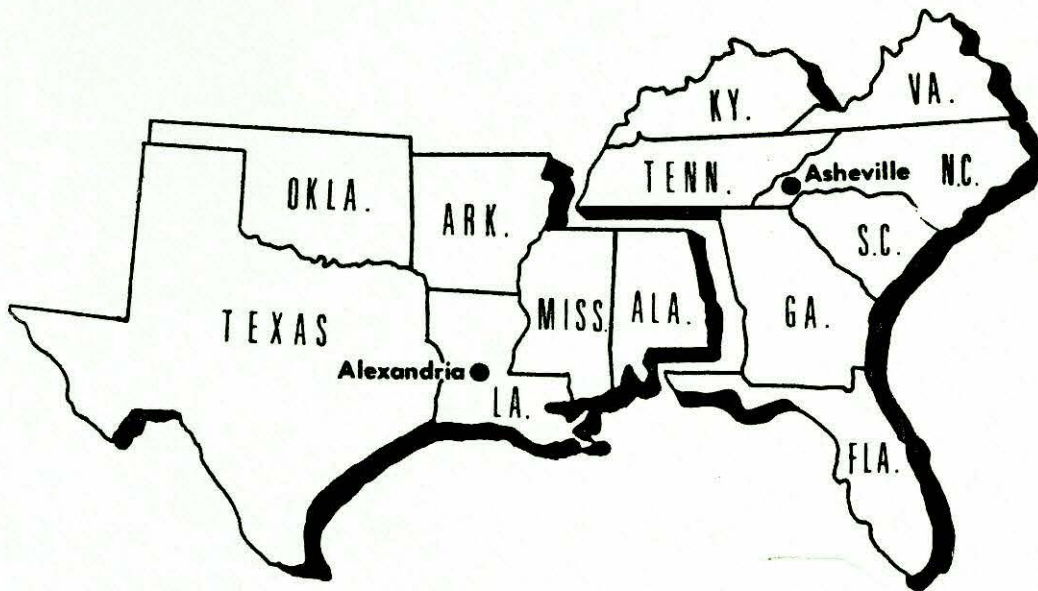 KY.
VA.
TENN.
Asheville
N.C.
OKLA.
ARK.
S.C.
TEXAS
MISS.
ALA.
GA.
Alexandria
LA.
FLA.